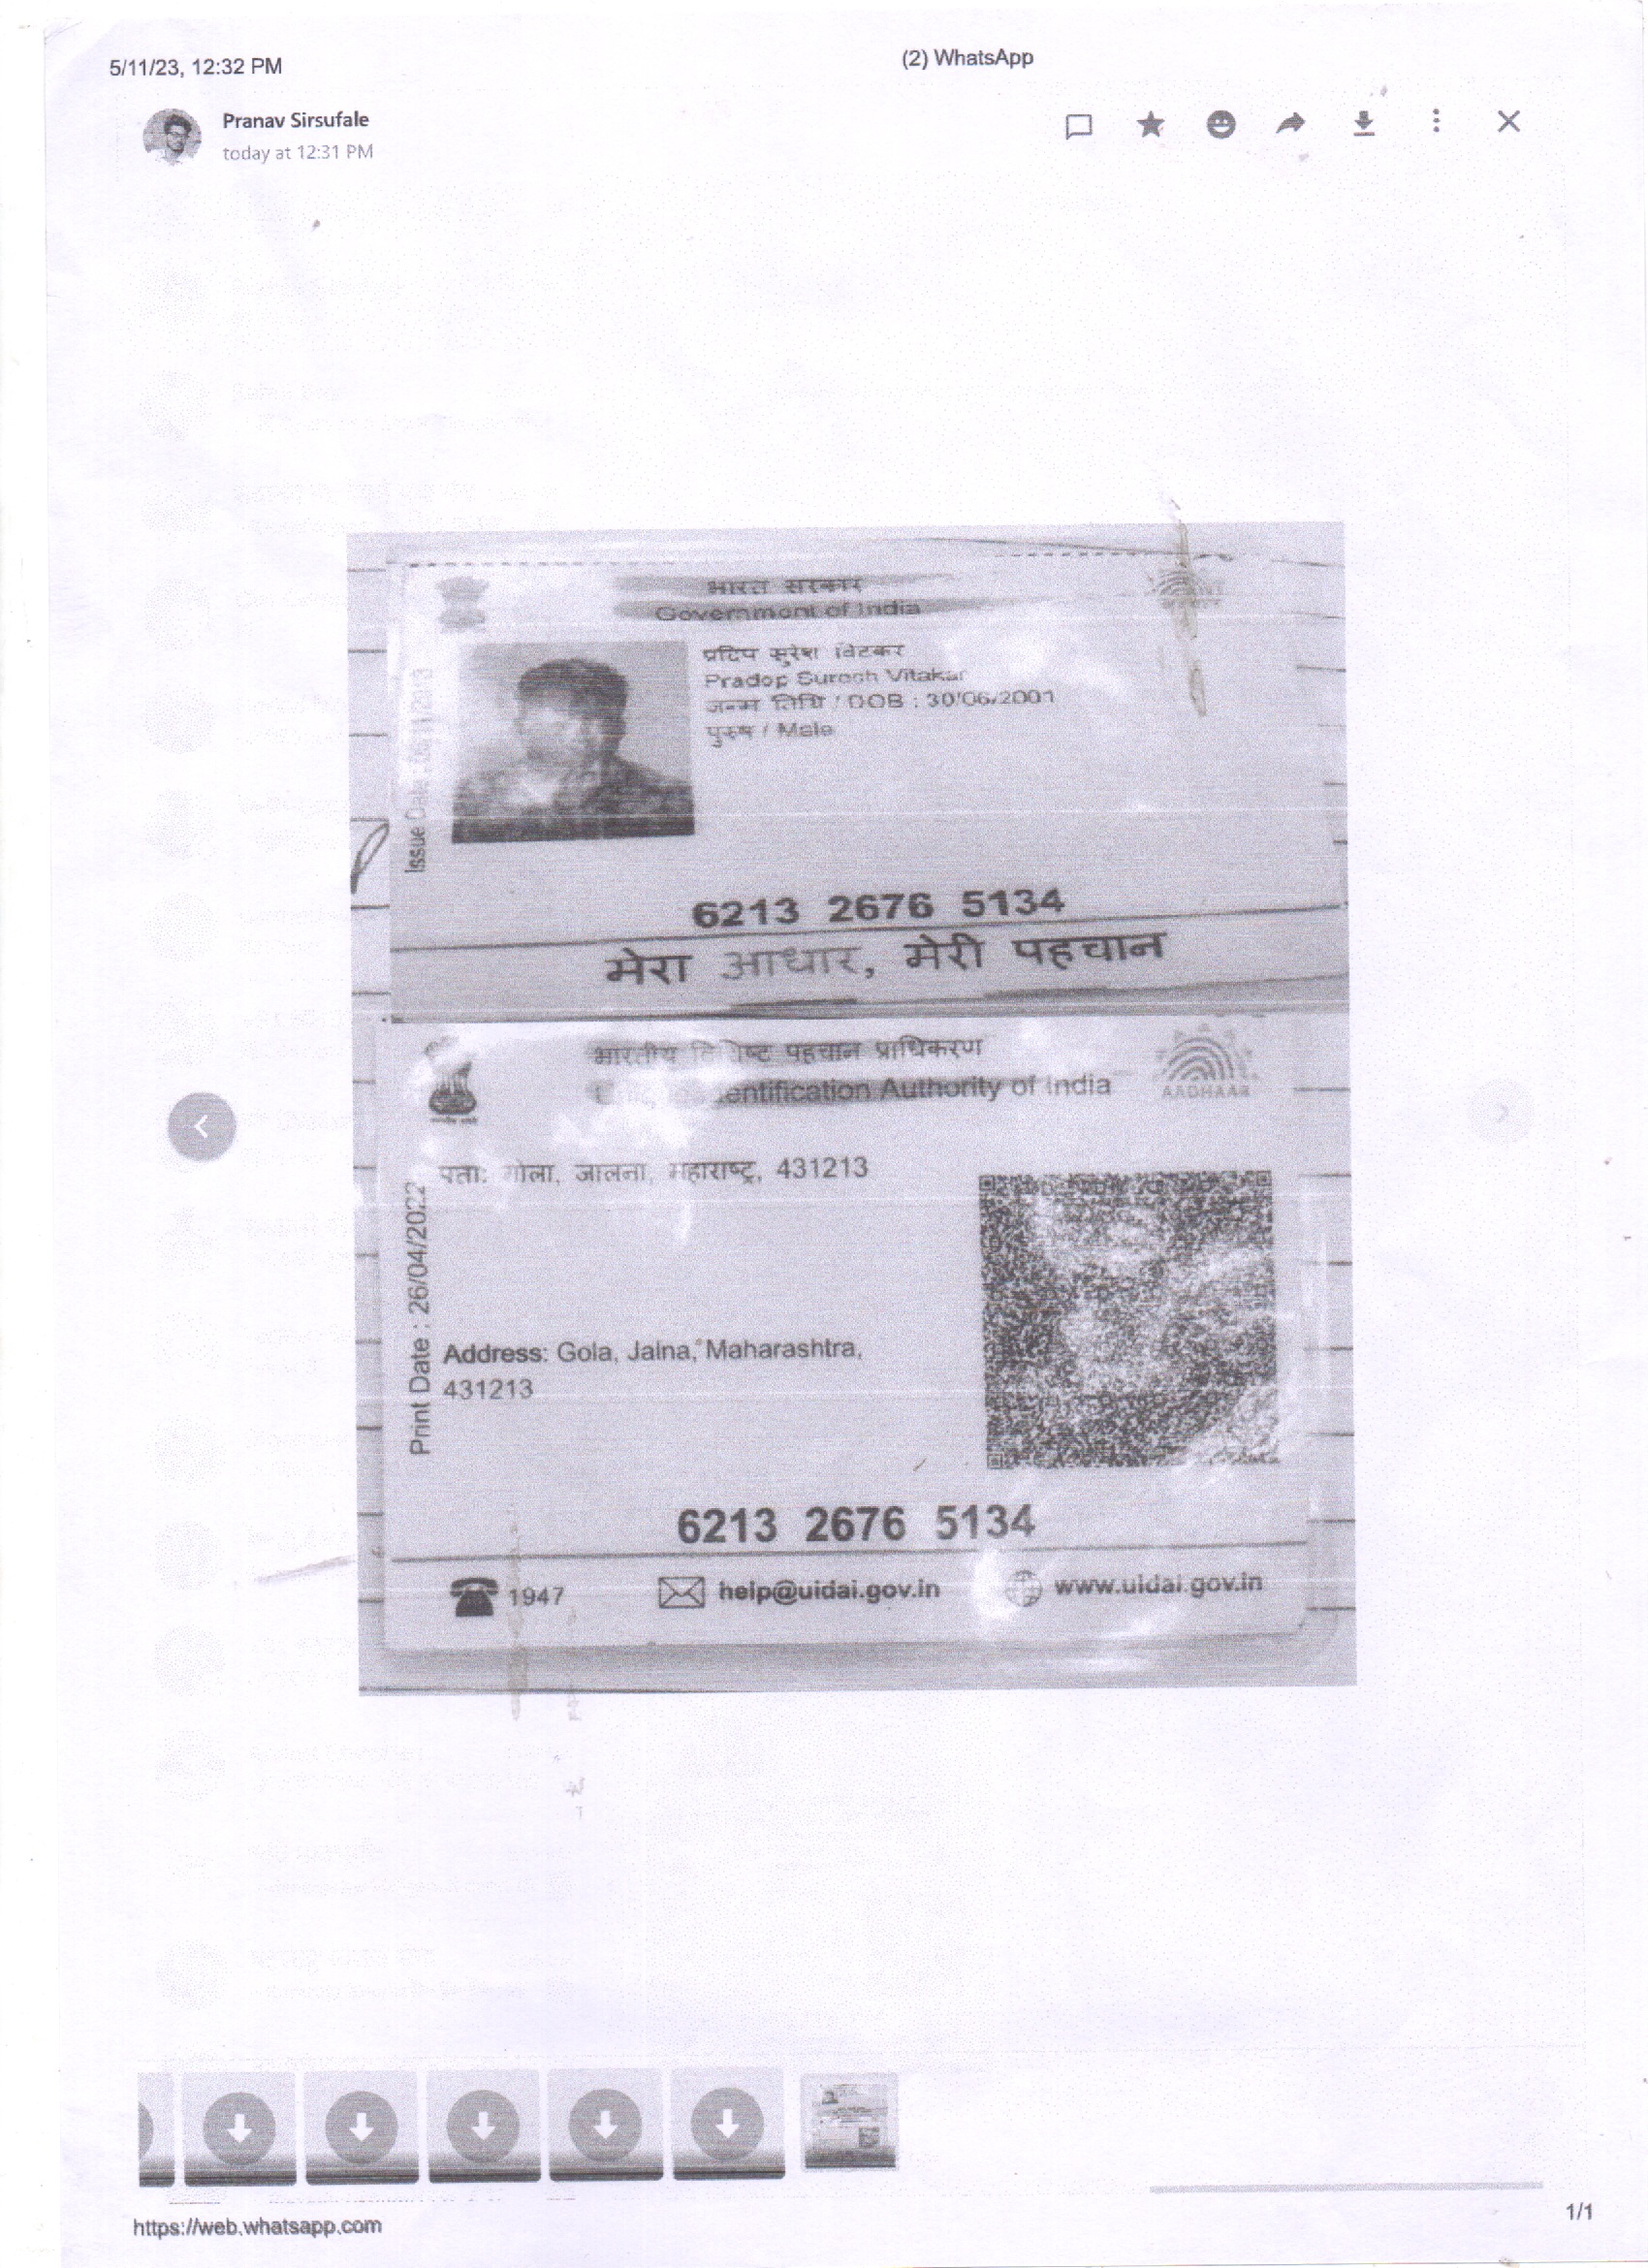 5/11/23, 12:32 PM
(2) WhatsApp
Pranav Sirsufale
today at 12:31 PM
भारत सरकार
Government of India
प्रदिप सुरेश विटकर
Pradop Suresh Vitakar
जन्म तिथि / DOB : 30/06/2001
पुरुष / Male
Issue Date:
6213 2676 5134
मेरा आधार, मेरी पहचान
भारतीय पहचान प्राधिकरण
Authority of India
AADHAAR
पता: गोला, जालना, महाराष्ट्र, 431213
Print Date : 26/04/2022
Address: Gola, Jalna, Maharashtra,
431213
6213 2676 5134
1947
help@uidai.gov.in
www.uidai.gov.in
https://web.whatsapp.com
1/1